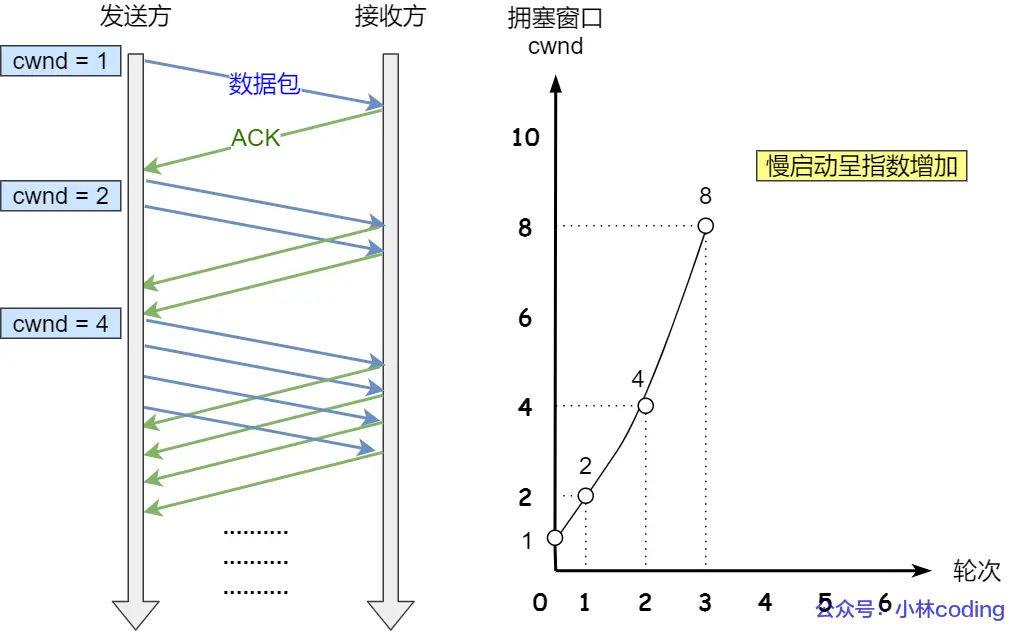 发送方
接收方
cwnd = 1
数据包
ACK
cwnd = 2
cwnd = 4
..........
..........
..........
拥塞窗口
cwnd
10
慢启动呈指数增加
8
8
6
4
4
2
2
1
轮次
0 1 2 3 4 5 6
公众号：小林coding